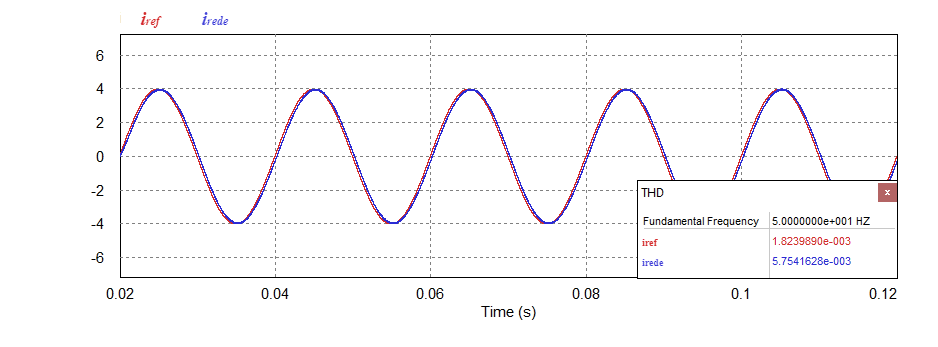 iref irede
6
4
2
0
-2
-4
-6
THD x
Fundamental Frequency 5.0000000e+001 HZ
iref 1.8239890e-003
irede 5.7541628e-003
0.02 0.04 0.06 0.08 0.1 0.12
Time (s)